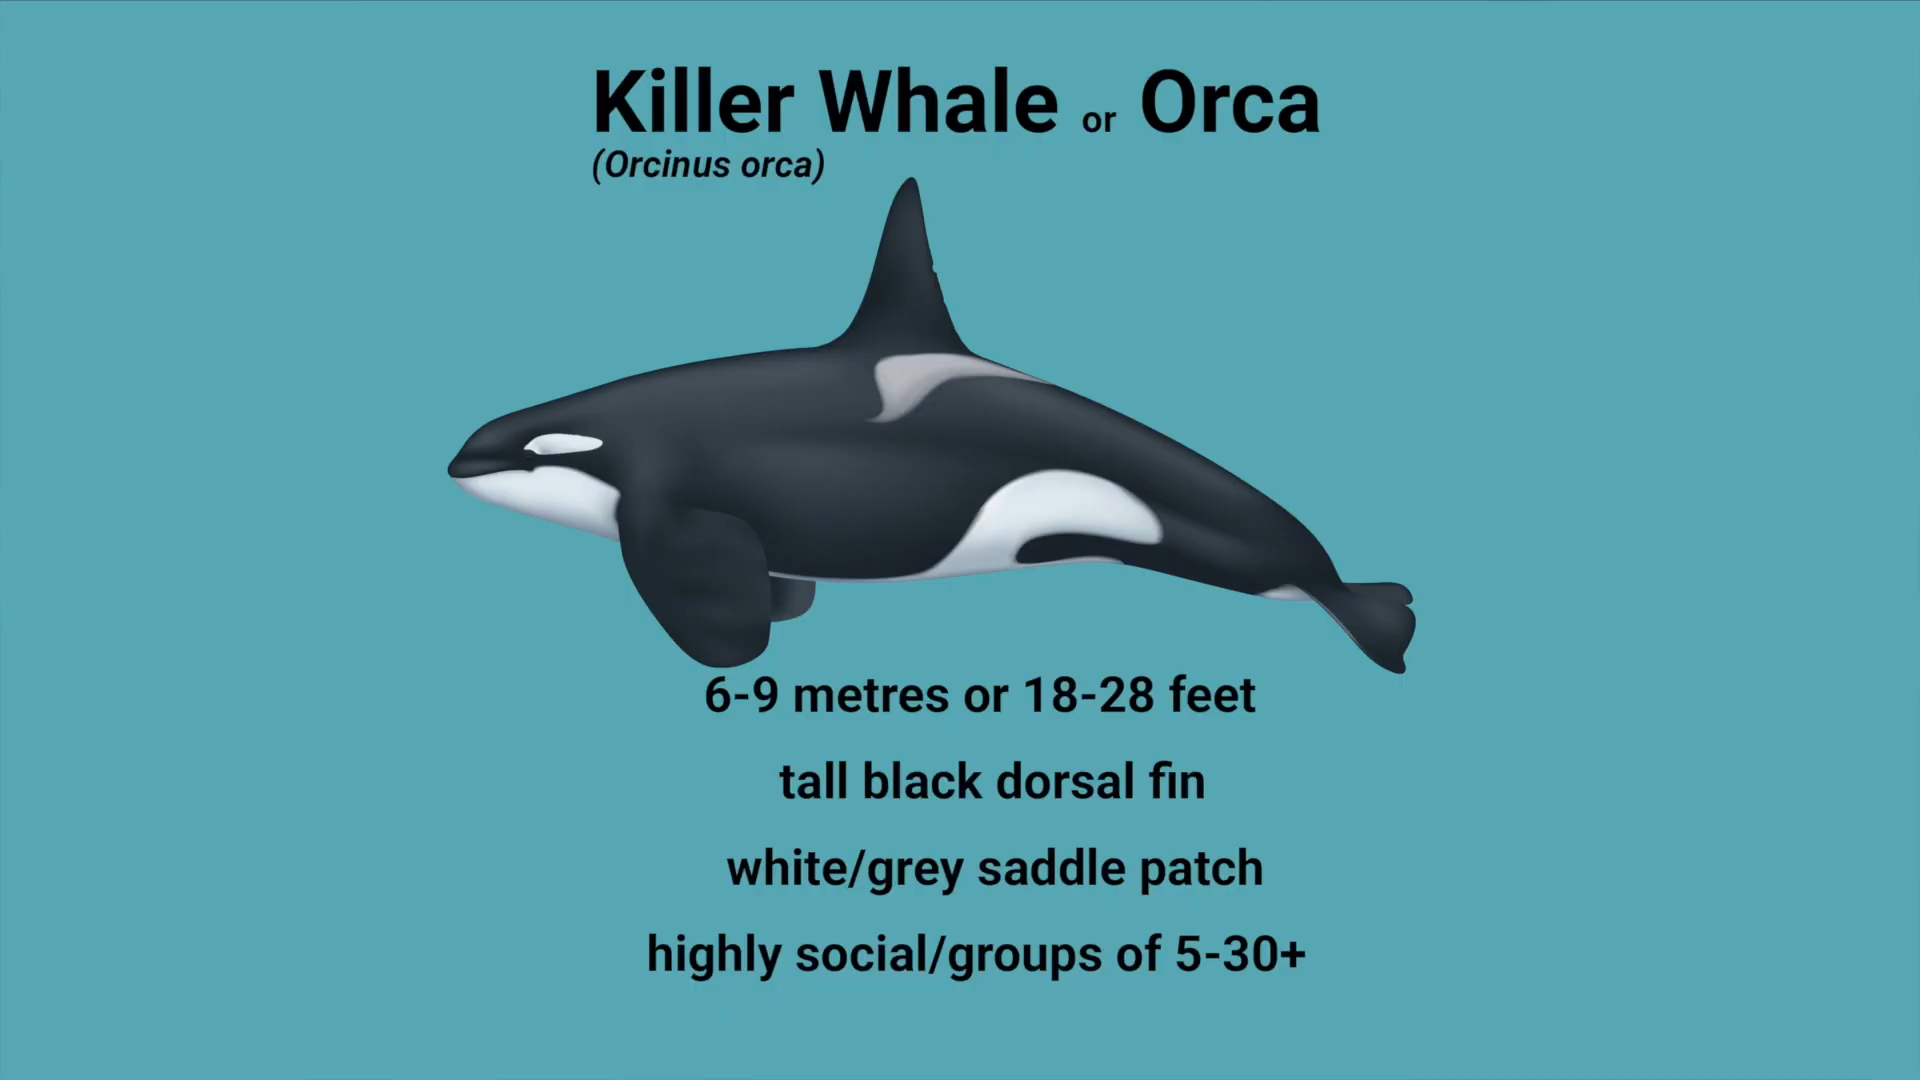 Killer Whale or Orca
(Orcinus orca)
6-9 metres or 18-28 feet
tall black dorsal fin
white/grey saddle patch
highly social/groups of 5-30+